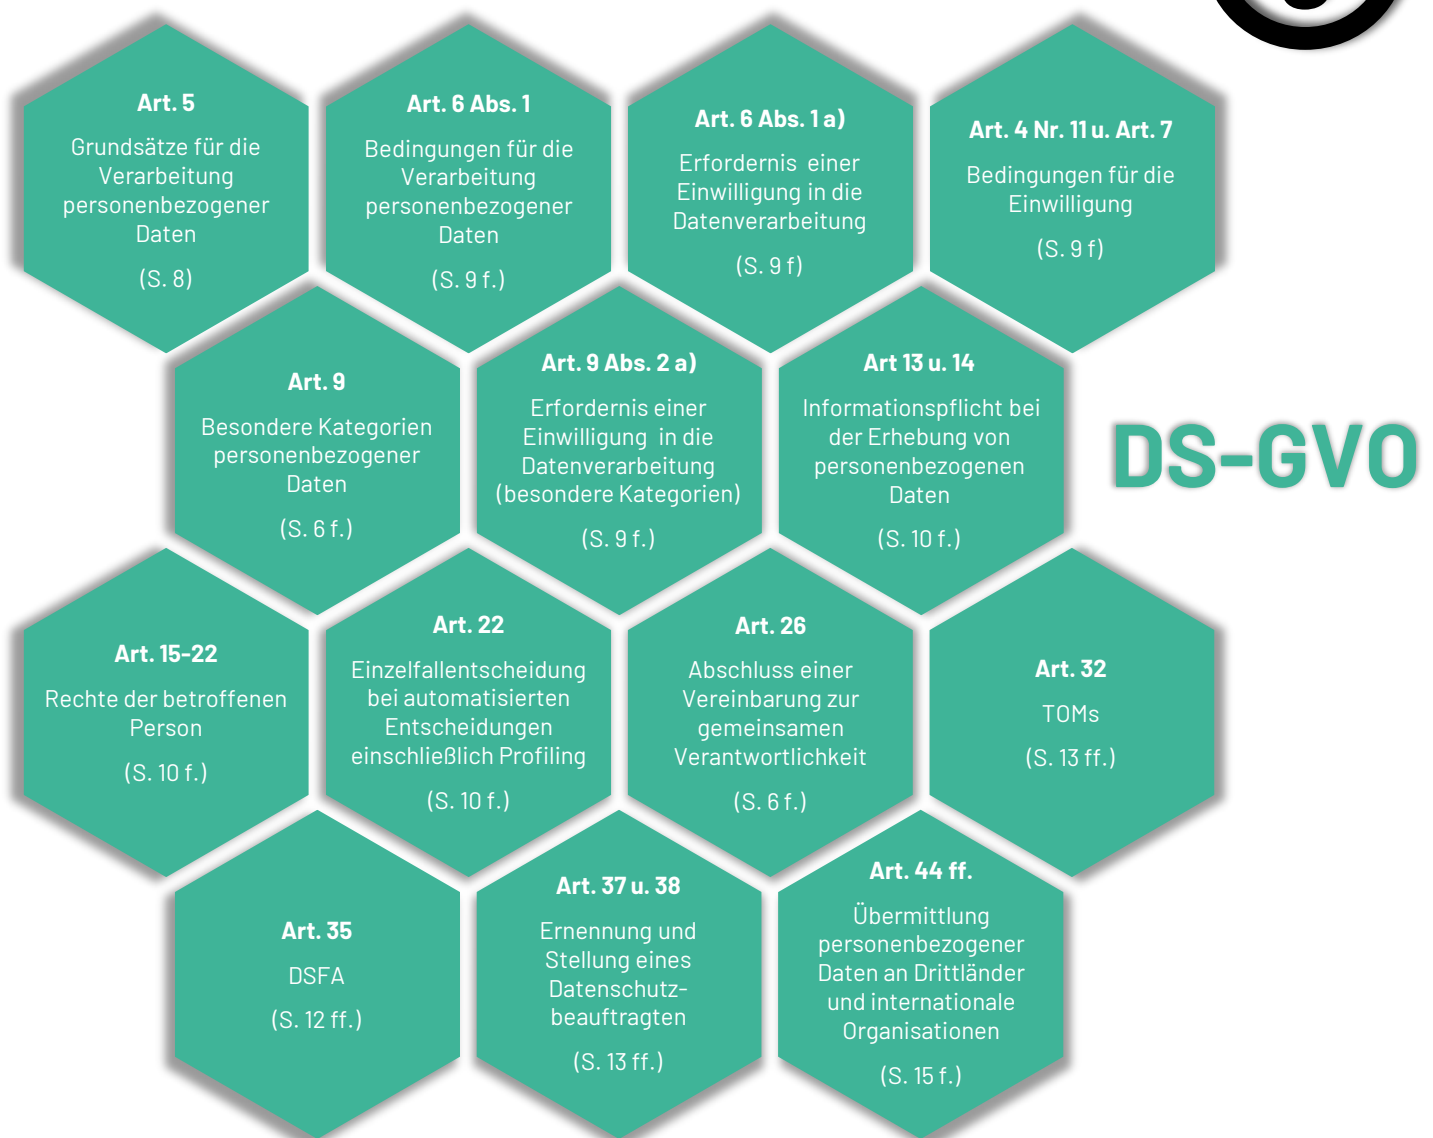 Art. 5
Grundsätze für die
Verarbeitung
personenbezogener
Daten
(S. 8)
Art. 6 Abs. 1
Bedingungen für die
Verarbeitung
personenbezogener
Daten
(S. 9 f.)
Art. 6 Abs. 1 a)
Erfordernis einer
Einwilligung in die
Datenverarbeitung
(S. 9 f)
Art. 4 Nr. 11 u. Art. 7
Bedingungen für die
Einwilligung
(S. 9 f)
Art. 9
Besondere Kategorien
personenbezogener
Daten
(S. 6 f.)
Art. 9 Abs. 2 a)
Erfordernis einer
Einwilligung in die
Datenverarbeitung
(besondere Kategorien)
(S. 9 f.)
Art 13 u. 14
Informationspflicht bei
der Erhebung von
personenbezogenen
Daten
(S. 10 f.)
DS-GVO
Art. 15-22
Rechte der betroffenen
Person
(S. 10 f.)
Art. 22
Einzelfallentscheidung
bei automatisierten
Entscheidungen
einschließlich Profiling
(S. 10 f.)
Art. 26
Abschluss einer
Vereinbarung zur
gemeinsamen
Verantwortlichkeit
(S. 6 f.)
Art. 32
TOMs
(S. 13 ff.)
Art. 35
DSFA
(S. 12 ff.)
Art. 37 u. 38
Ernennung und
Stellung eines
Datenschutz-
beauftragten
(S. 13 ff.)
Art. 44 ff.
Übermittlung
personenbezogener
Daten an Drittländer
und internationale
Organisationen
(S. 15 f.)